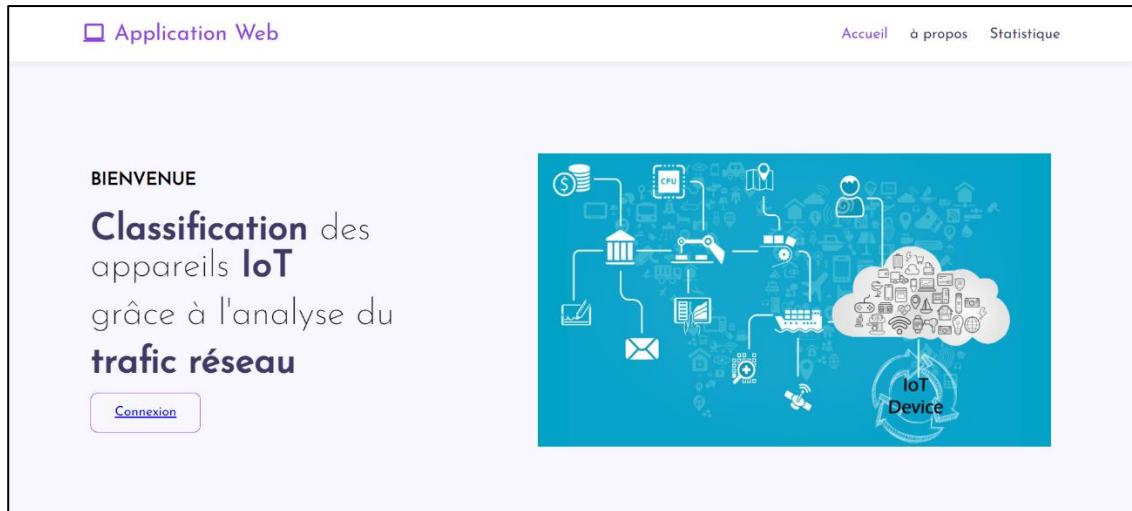 Application Web
Accueil à propos Statistique
BIENVENUE
Classification des
appareils IoT
grâce à l'analyse du
trafic réseau
Connexion
CPU
IoT
Device